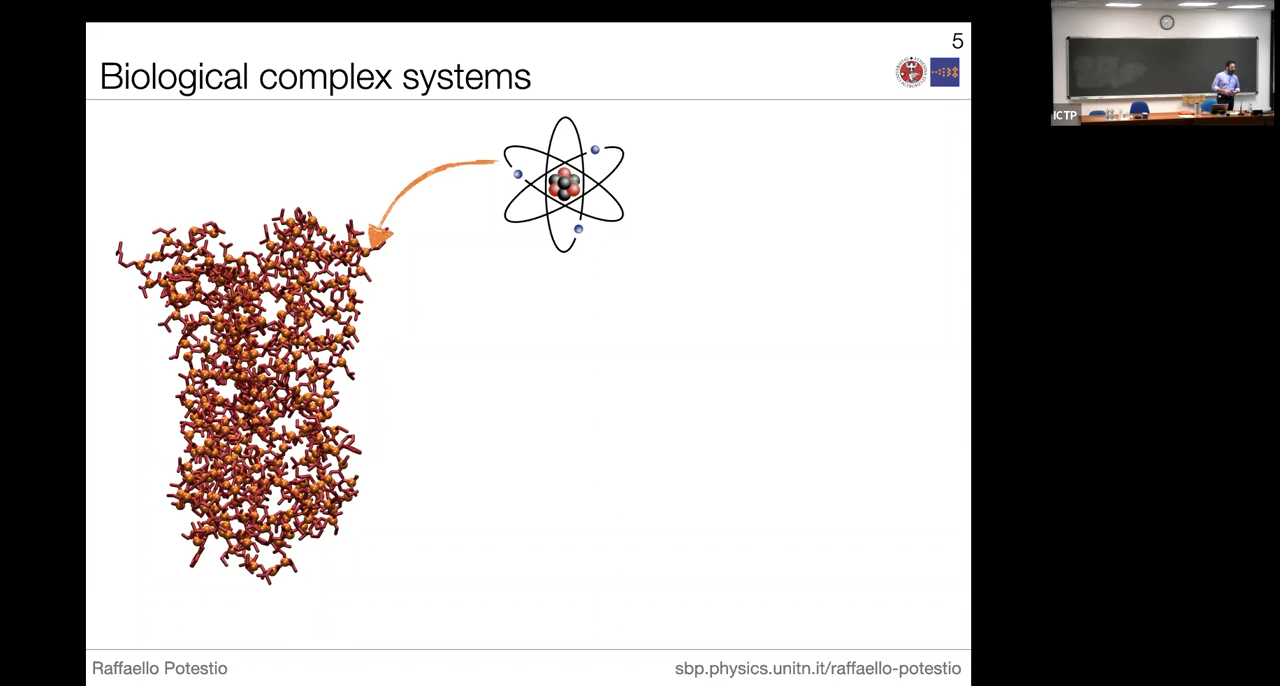 5
Biological complex systems
ICTP
Raffaello Potestio
sbp.physics.unitn.it/raffaello-potestio